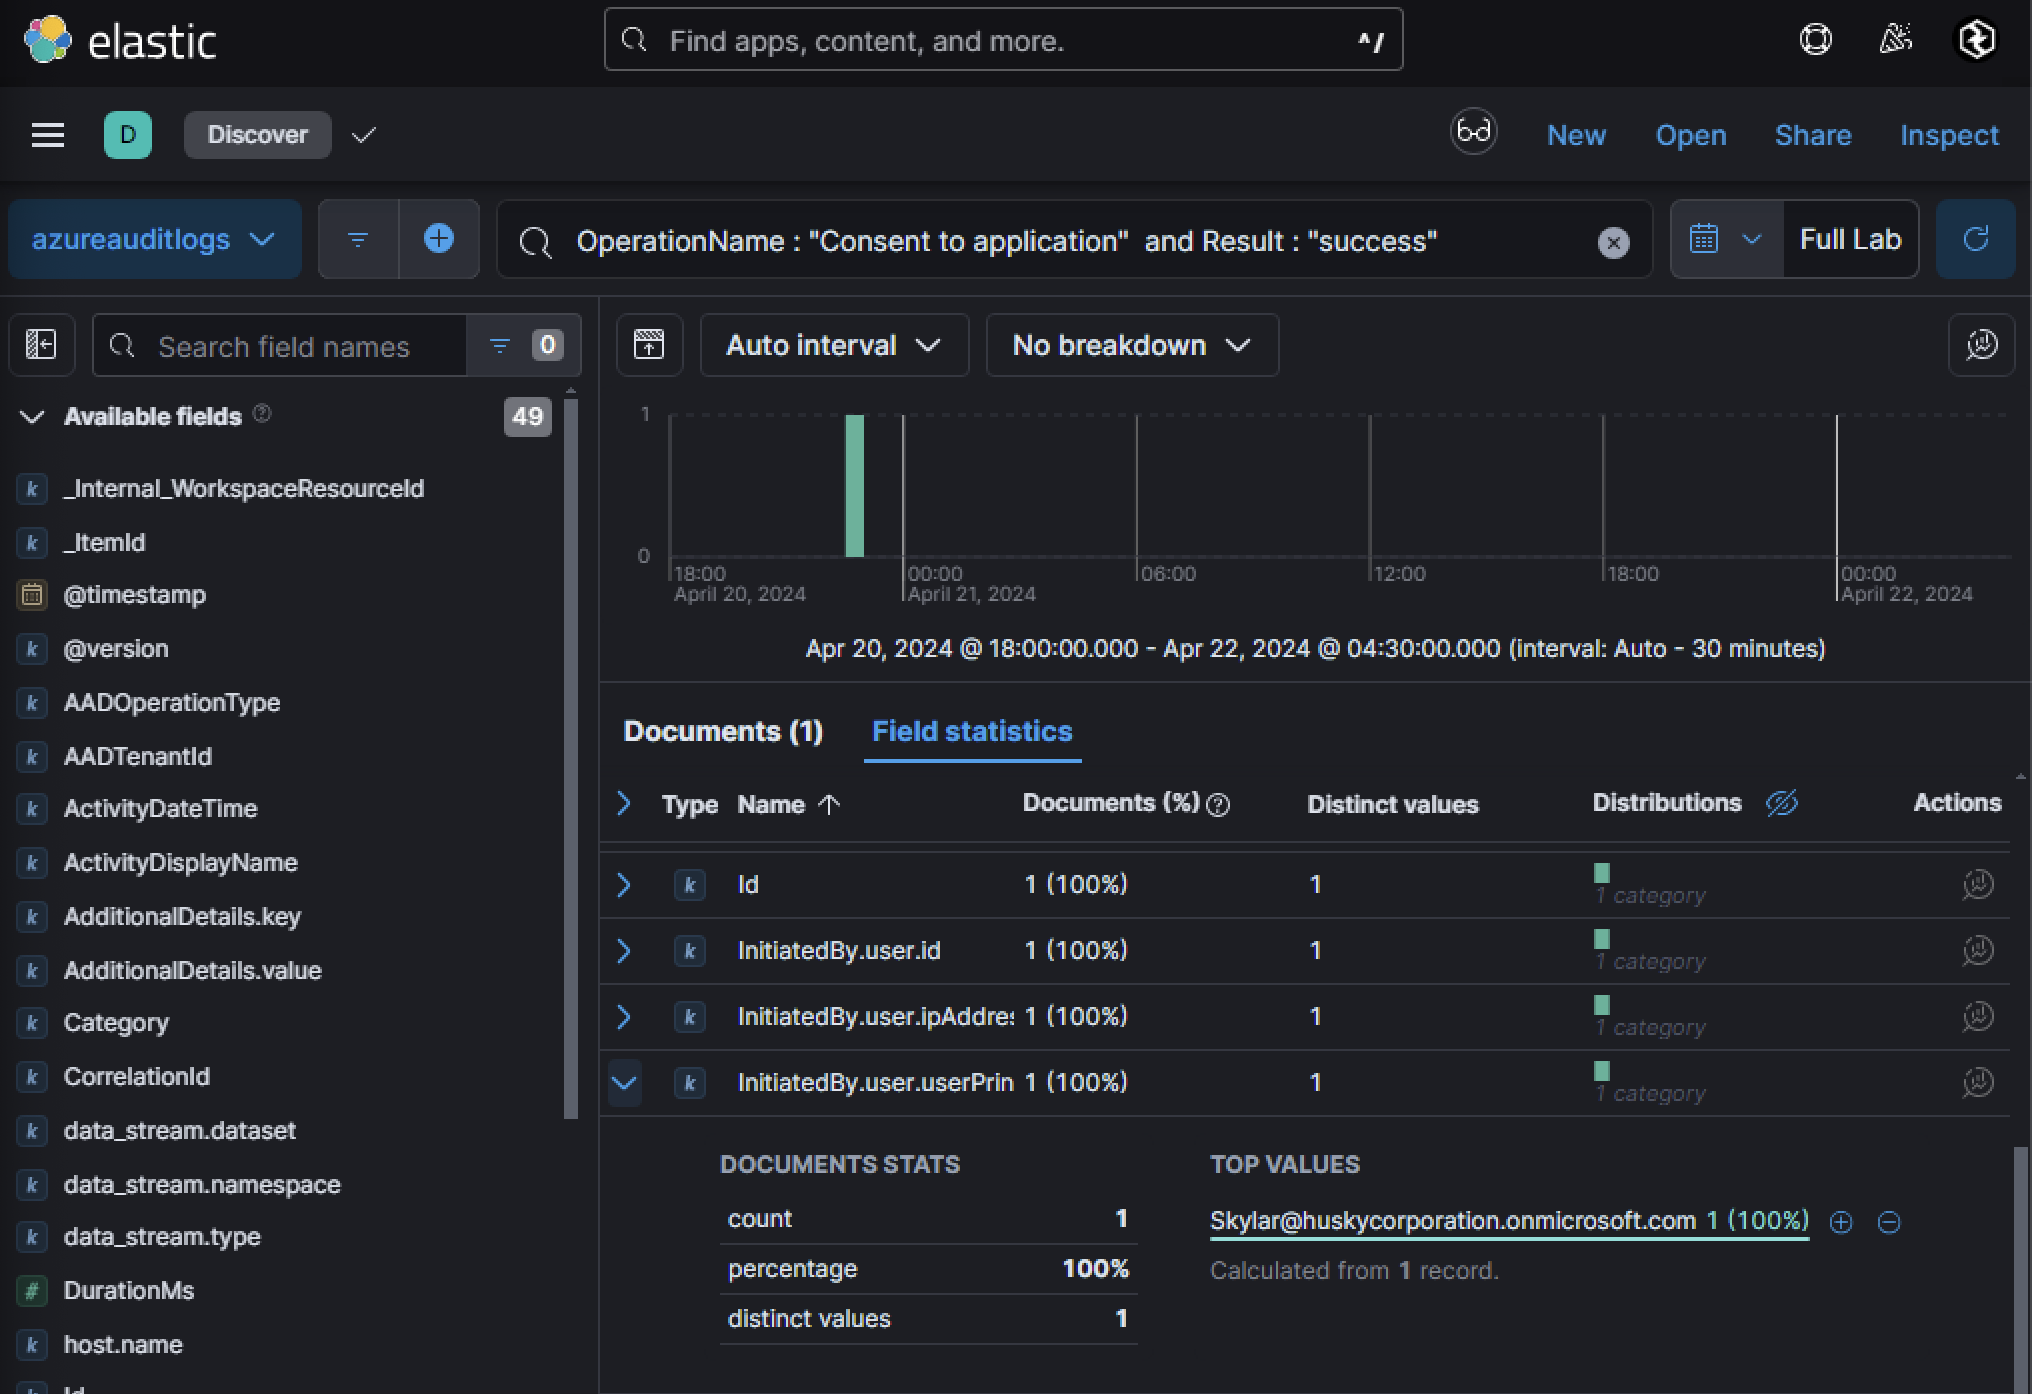 elastic
Find apps, content, and more.
^/
D
Discover
New
Open
Share
Inspect
azureauditlogs
OperationName : "Consent to application" and Result : "success"
Full Lab
Search field names
0
Auto interval
No breakdown
Available fields
49
k _Internal_WorkspaceResourceId
k _ItemId
@timestamp
k @version
k AADOperationType
k AADTenantId
k ActivityDateTime
k ActivityDisplayName
k AdditionalDetails.key
k AdditionalDetails.value
k Category
k CorrelationId
k data_stream.dataset
k data_stream.namespace
k data_stream.type
# DurationMs
k host.name
k Id
1
0
18:00
April 20, 2024
00:00
April 21, 2024
06:00
12:00
18:00
00:00
April 22, 2024
Apr 20, 2024 @ 18:00:00.000 - Apr 22, 2024 @ 04:30:00.000 (interval: Auto - 30 minutes)
Documents (1)
Field statistics
Type Name Documents (%) Distinct values Distributions Actions
k Id 1 (100%) 1 1 category
k InitiatedBy.user.id 1 (100%) 1 1 category
k InitiatedBy.user.ipAddres 1 (100%) 1 1 category
k InitiatedBy.user.userPrin 1 (100%) 1 1 category
DOCUMENTS STATS
count 1
percentage 100%
distinct values 1
TOP VALUES
Skylar@huskycorporation.onmicrosoft.com 1 (100%)
Calculated from 1 record.